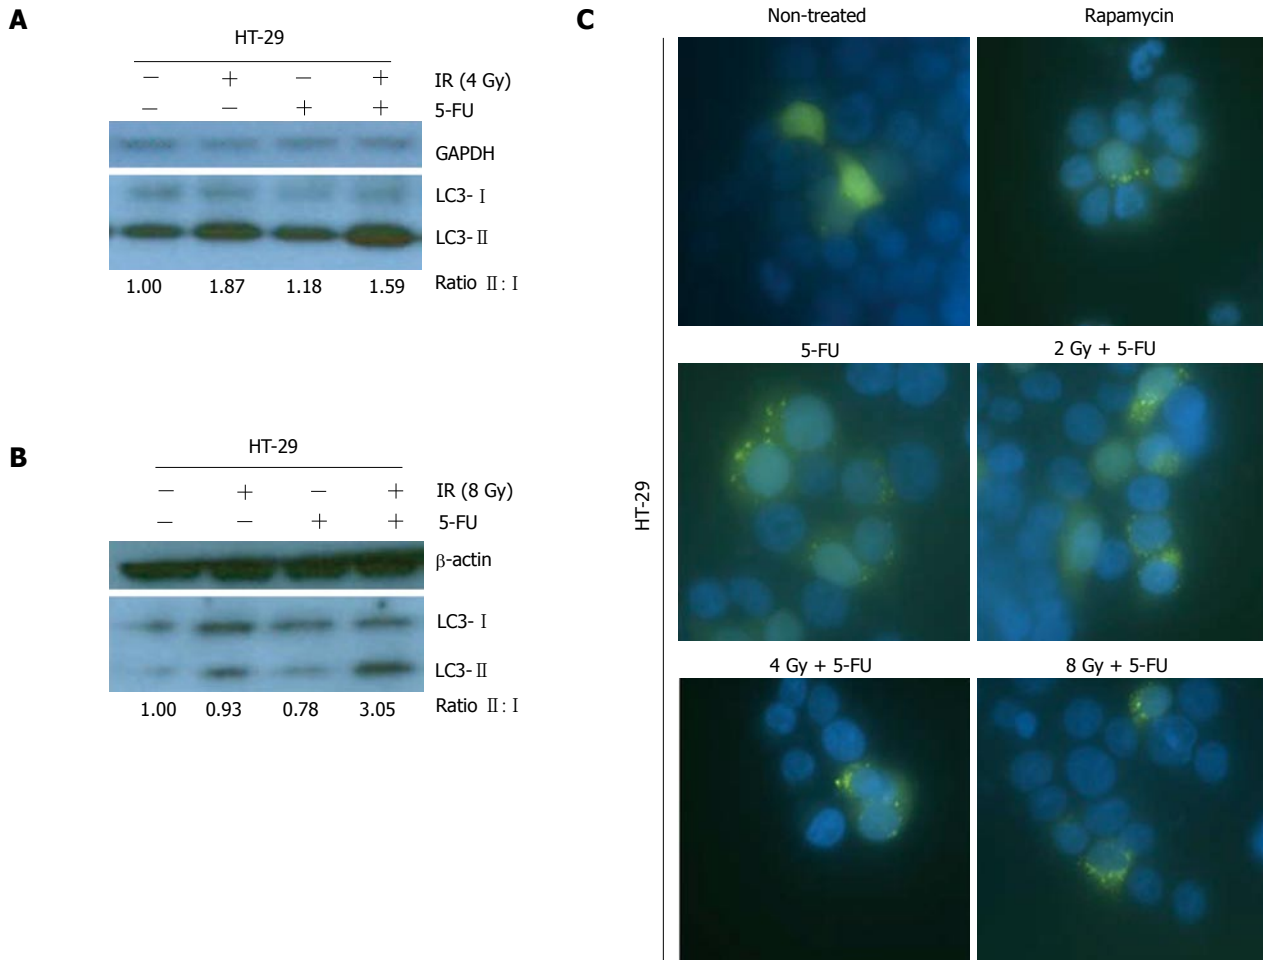 A
HT-29
− + − + IR (4 Gy)
− − + + 5-FU
GAPDH
LC3- Ⅰ
LC3-Ⅱ
1.00 1.87 1.18 1.59 Ratio Ⅱ: Ⅰ
B
HT-29
− + − + IR (8 Gy)
− − + + 5-FU
β-actin
LC3- Ⅰ
LC3-Ⅱ
1.00 0.93 0.78 3.05 Ratio Ⅱ: Ⅰ
C
Non-treated Rapamycin
5-FU 2 Gy + 5-FU
HT-29
4 Gy + 5-FU 8 Gy + 5-FU